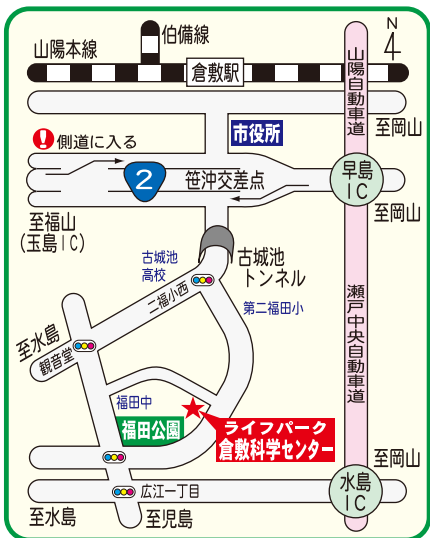 N
4
伯備線
山陽本線
倉敷駅
山陽自動車道
至岡山
市役所
!
側道に入る
2
笹沖交差点
早島
IC
至岡山
至福山
(玉島IC)
古城池
高校
古城池
トンネル
二福小西
第二福田小
瀬戸中央自動車道
至水島
観音堂
福田中
福田公園
ライフパーク
倉敷科学センター
至岡山
水島
IC
広江一丁目
至水島
至児島